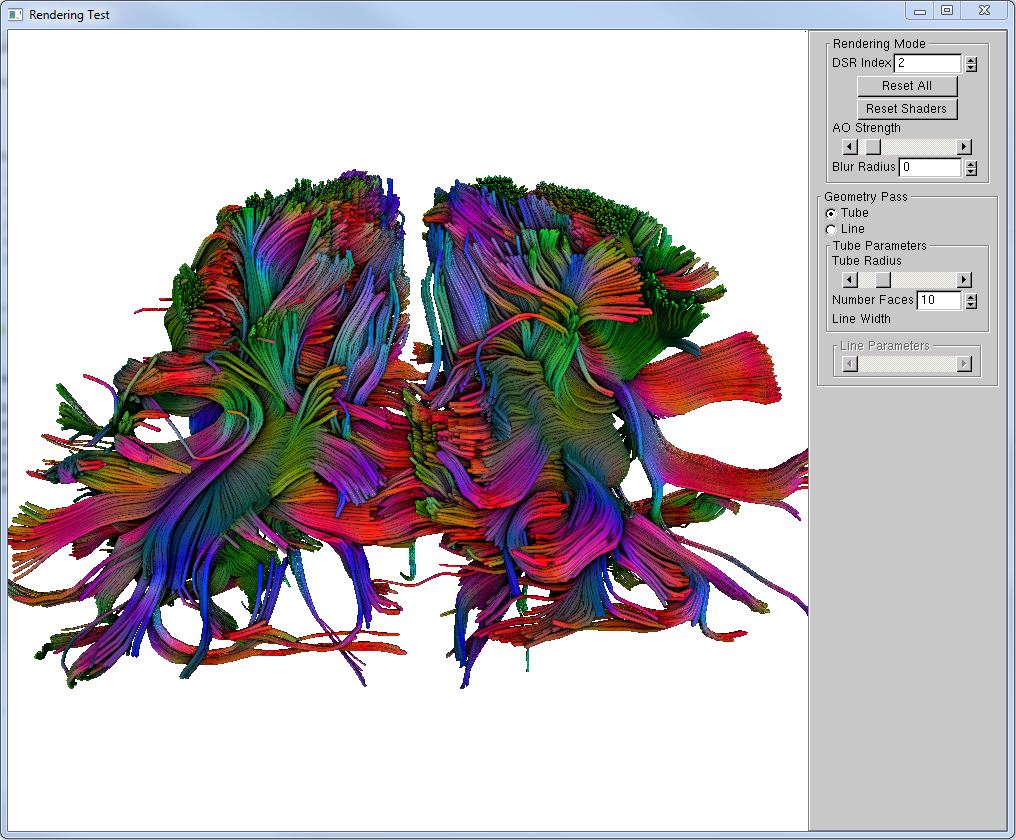 Rendering Test
Rendering Mode
DSR Index 2
Reset All
Reset Shaders
AO Strength
Blur Radius 0
Geometry Pass
Tube
Line
Tube Parameters
Tube Radius
Number Faces 10
Line Width
Line Parameters